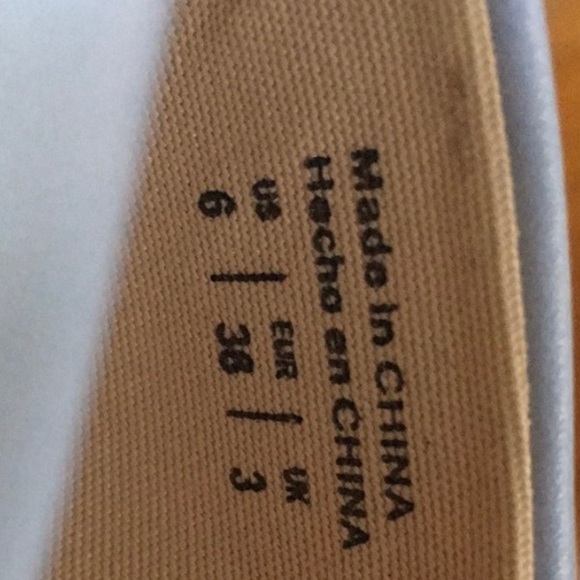 Made in CHINA
Hecho en CHINA
US | EUR | UK
6 | 36 | 3